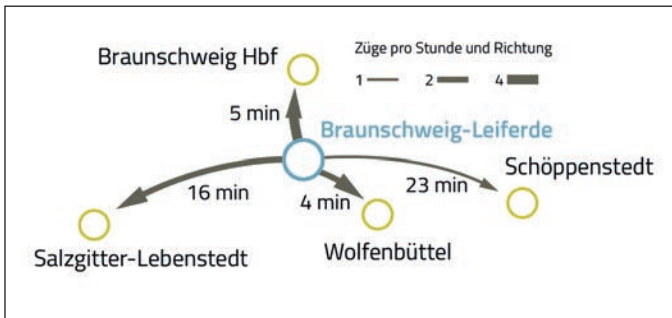 Braunschweig Hbf
Züge pro Stunde und Richtung
1 2 4
5 min
Braunschweig-Leiferde
Schöppenstedt
16 min
4 min
23 min
Salzgitter-Lebenstedt
Wolfenbüttel